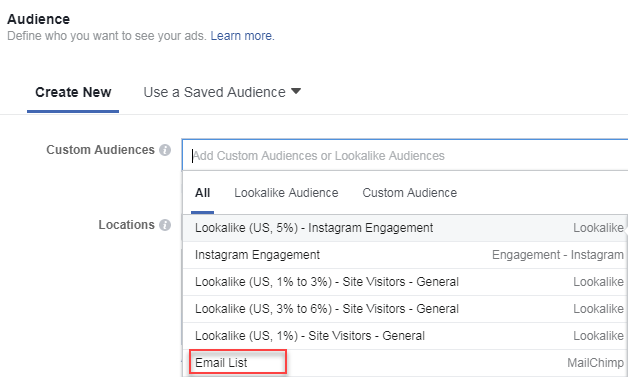 Audience
Define who you want to see your ads. Learn more.
Create New Use a Saved Audience
Custom Audiences Add Custom Audiences or Lookalike Audiences
All Lookalike Audience Custom Audience
Locations
Lookalike (US, 5%) - Instagram Engagement Lookalike
Instagram Engagement Engagement - Instagram
Lookalike (US, 1% to 3%) - Site Visitors - General Lookalike
Lookalike (US, 3% to 6%) - Site Visitors - General Lookalike
Lookalike (US, 1%) - Site Visitors - General Lookalike
Email List MailChimp